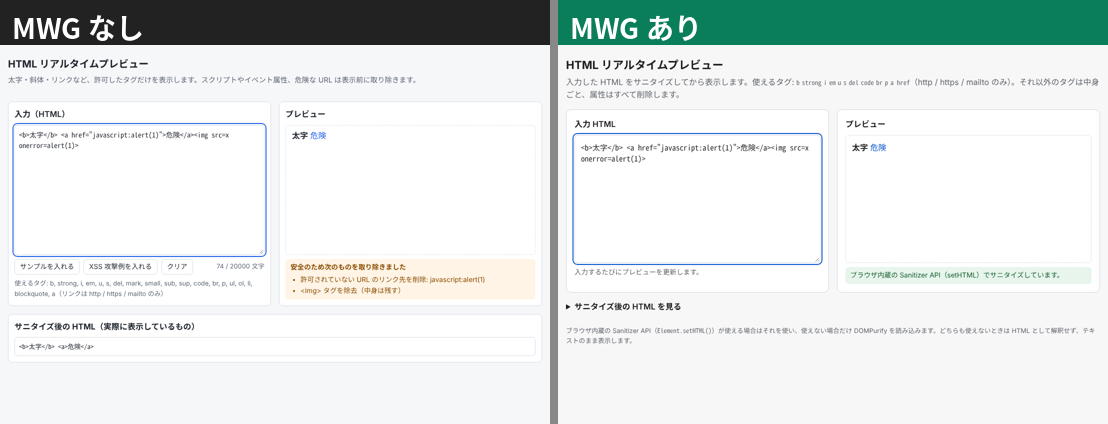 MWG なし
HTML リアルタイムプレビュー
太字・斜体・リンクなど、許可したタグだけを表示します。スクリプトやイベント属性、危険な URL は表示前に取り除きます。
入力（HTML）
<b>太字</b> <a href="javascript:alert(1)">危険</a><img src=x
onerror=alert(1)>
サンプルを入れる
XSS 攻撃例を入れる
クリア
74 / 20000 文字
使えるタグ: b, strong, i, em, u, s, del, mark, small, sub, sup, code, br, p, ul, ol, li,
blockquote, a（リンクは http / https / mailto のみ）
プレビュー
太字 危険
安全のため次のものを取り除きました
• 許可されていない URL のリンク先を削除: javascript:alert(1)
• <img> タグを除去（中身は残す）
サニタイズ後の HTML（実際に表示しているもの）
<b>太字</b> <a>危険</a>
MWG あり
HTML リアルタイムプレビュー
入力した HTML をサニタイズしてから表示します。使えるタグ: b strong i em u s del code br p a href（http / https / mailto のみ）。それ以外のタグは中身
ごと、属性はすべて削除します。
入力 HTML
<b>太字</b> <a href="javascript:alert(1)">危険</a><img src=x
onerror=alert(1)>
入力するたびにプレビューを更新します。
プレビュー
太字 危険
ブラウザ内蔵の Sanitizer API（setHTML）でサニタイズしています。
▶ サニタイズ後の HTML を見る
ブラウザ内蔵の Sanitizer API（Element.setHTML()）が使える場合はそれを使い、使えない場合だけ DOMPurify を読み込みます。どちらも使えないときは HTML として解釈せず、テキ
ストのまま表示します。